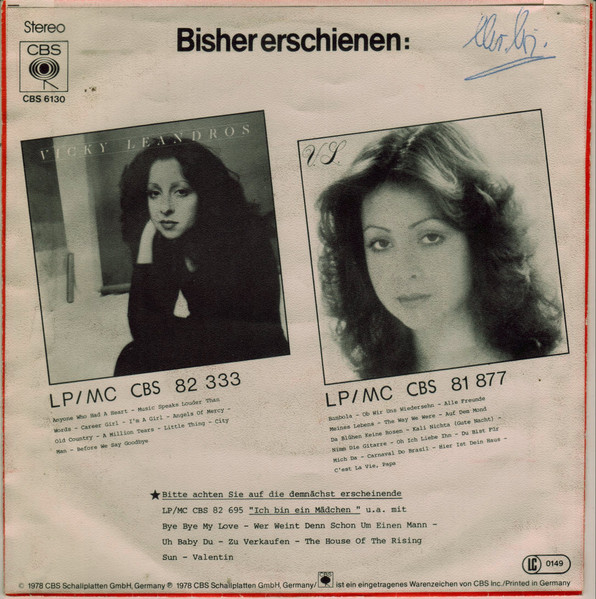 Stereo
Bisher erschienen:
CBS
CBS 6130
VICKY LEANDROS
V.L.
LP/MC CBS 82 333
Anyone Who Had A Heart - Music Speaks Louder Than
Words - Career Girl - I'm A Girl - Angels Of Mercy -
Old Country - A Million Tears - Little Thing - City
Man - Before We Say Goodbye
LP/MC CBS 81 877
Buzbola - Ob Wir Uns Wiedersehn - Alle Freunde
Meines Lebens - The Way We Were - Auf Dem Mond
Da Blühen Keine Rosen - Kali Nichta (Gute Nacht) -
Nimm Die Gitarre - Oh Ich Liebe Ihn - Du Bist Für
Mich Da - Carnaval Do Brasil - Hier Ist Dein Haus -
C'est La Vie, Papa
★Bitte achten Sie auf die demnächst erscheinende
LP/MC CBS 82 695 "Ich bin ein Mädchen " u.a. mit
Bye Bye My Love - Wer Weint Denn Schon Um Einen Mann -
Uh Baby Du - Zu Verkaufen - The House Of The Rising
Sun - Valentin
LC 0149
© 1978 CBS Schallplatten GmbH, Germany ℗ 1978 CBS Schallplatten GmbH, Germany/ CBS ist ein eingetragenes Warenzeichen von CBS Inc./Printed in Germany